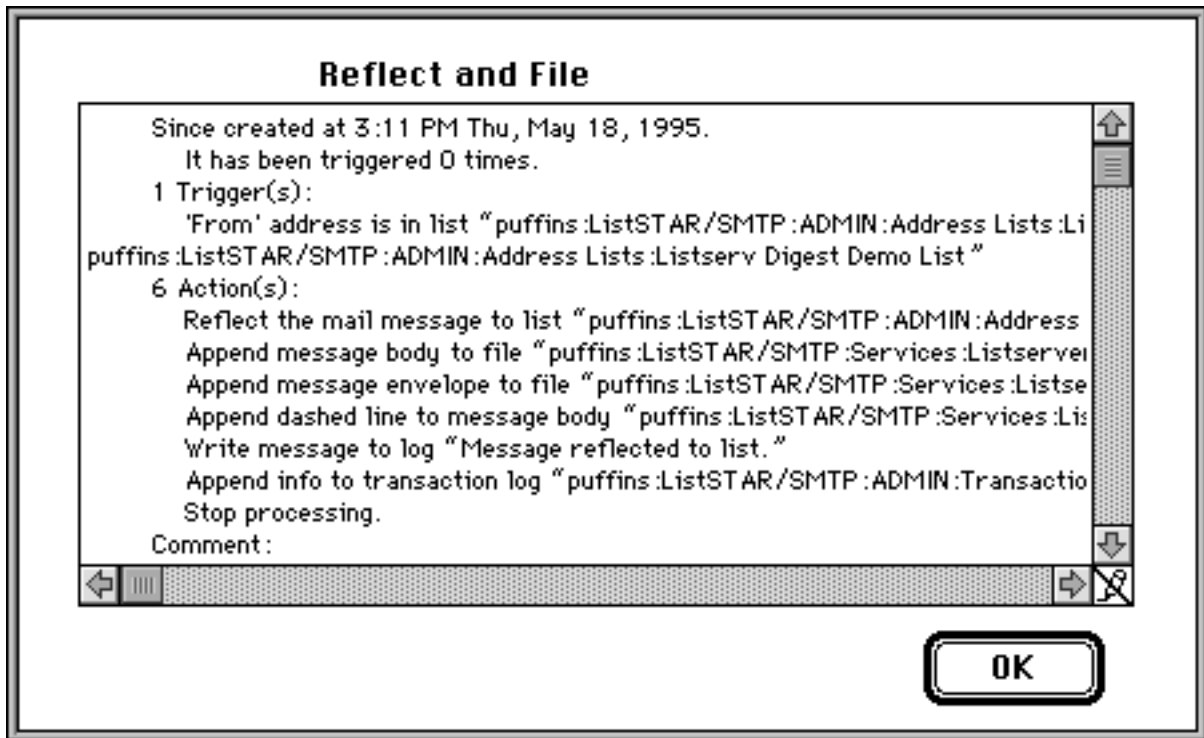 Reflect and File
Since created at 3:11 PM Thu, May 18, 1995.
It has been triggered 0 times.
1 Trigger(s):
'From' address is in list "puffins:ListSTAR/SMTP:ADMIN:Address Lists:Li
puffins:ListSTAR/SMTP:ADMIN:Address Lists:Listserv Digest Demo List"
6 Action(s):
Reflect the mail message to list "puffins:ListSTAR/SMTP:ADMIN:Address
Append message body to file "puffins:ListSTAR/SMTP:Services:Listserver
Append message envelope to file "puffins:ListSTAR/SMTP:Services:Listse
Append dashed line to message body "puffins:ListSTAR/SMTP:Services:Lis
Write message to log "Message reflected to list."
Append info to transaction log "puffins:ListSTAR/SMTP:ADMIN:Transactio
Stop processing.
Comment:
OK